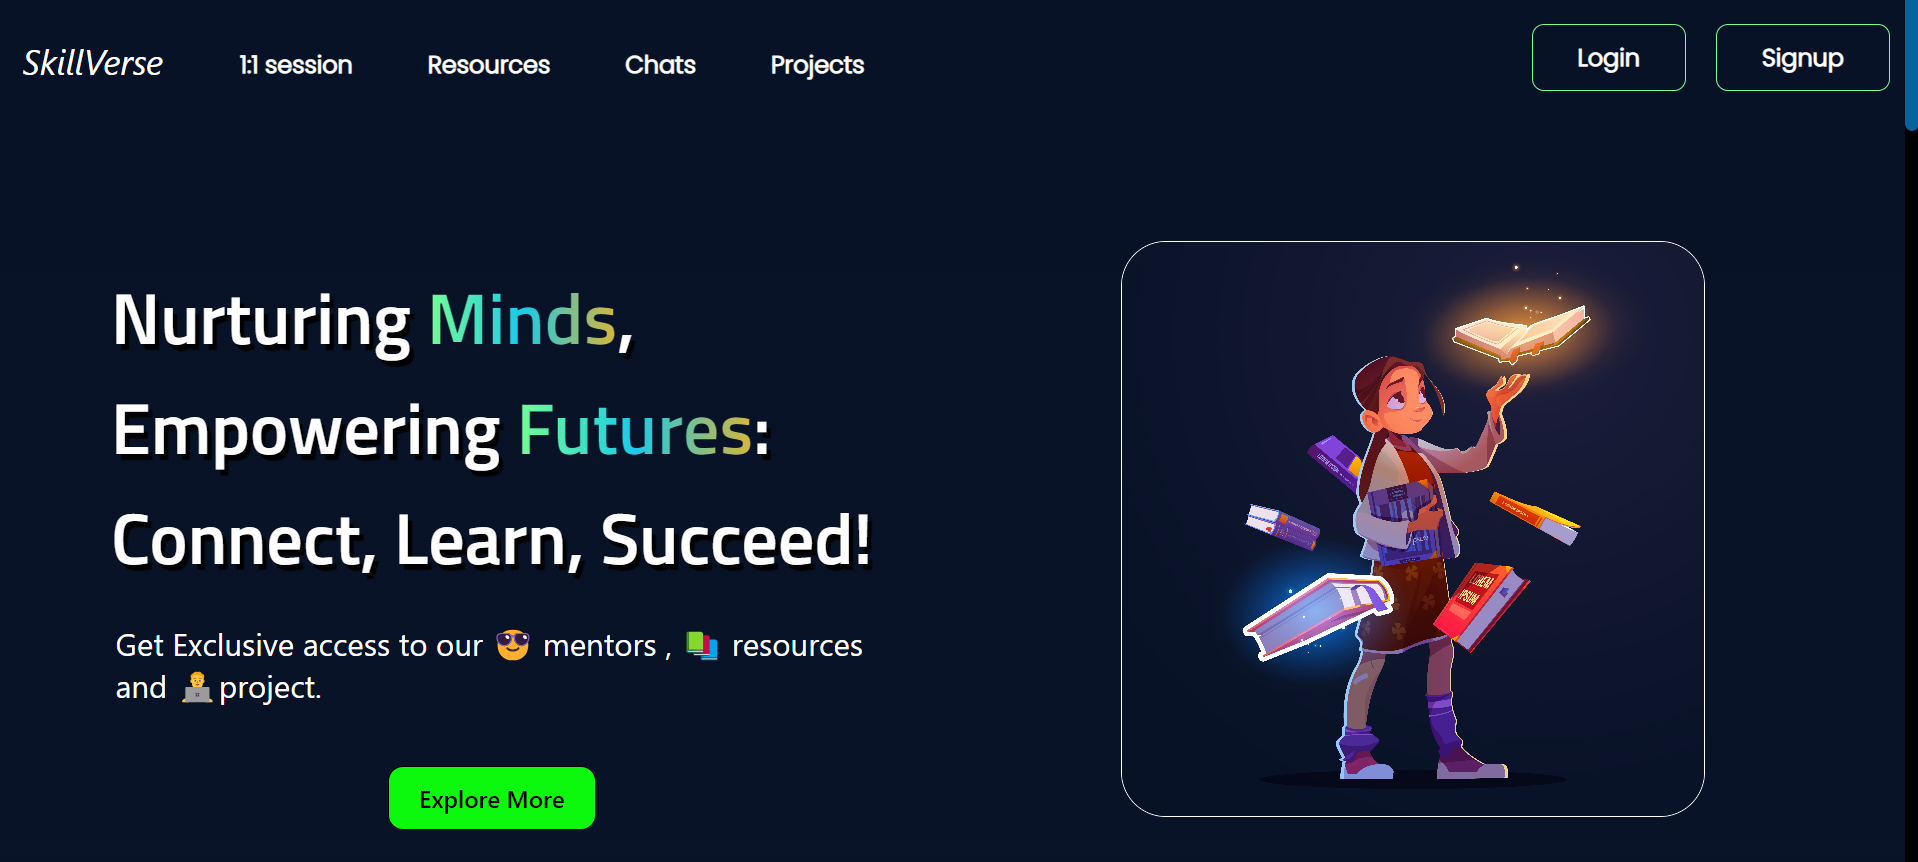 SkillVerse 1:1 session Resources Chats Projects Login Signup
Nurturing Minds,
Empowering Futures:
Connect, Learn, Succeed!
Get Exclusive access to our 😎 mentors , 📚 resources
and 🧑‍💻 project.
Explore More
LOREM
IPSUM